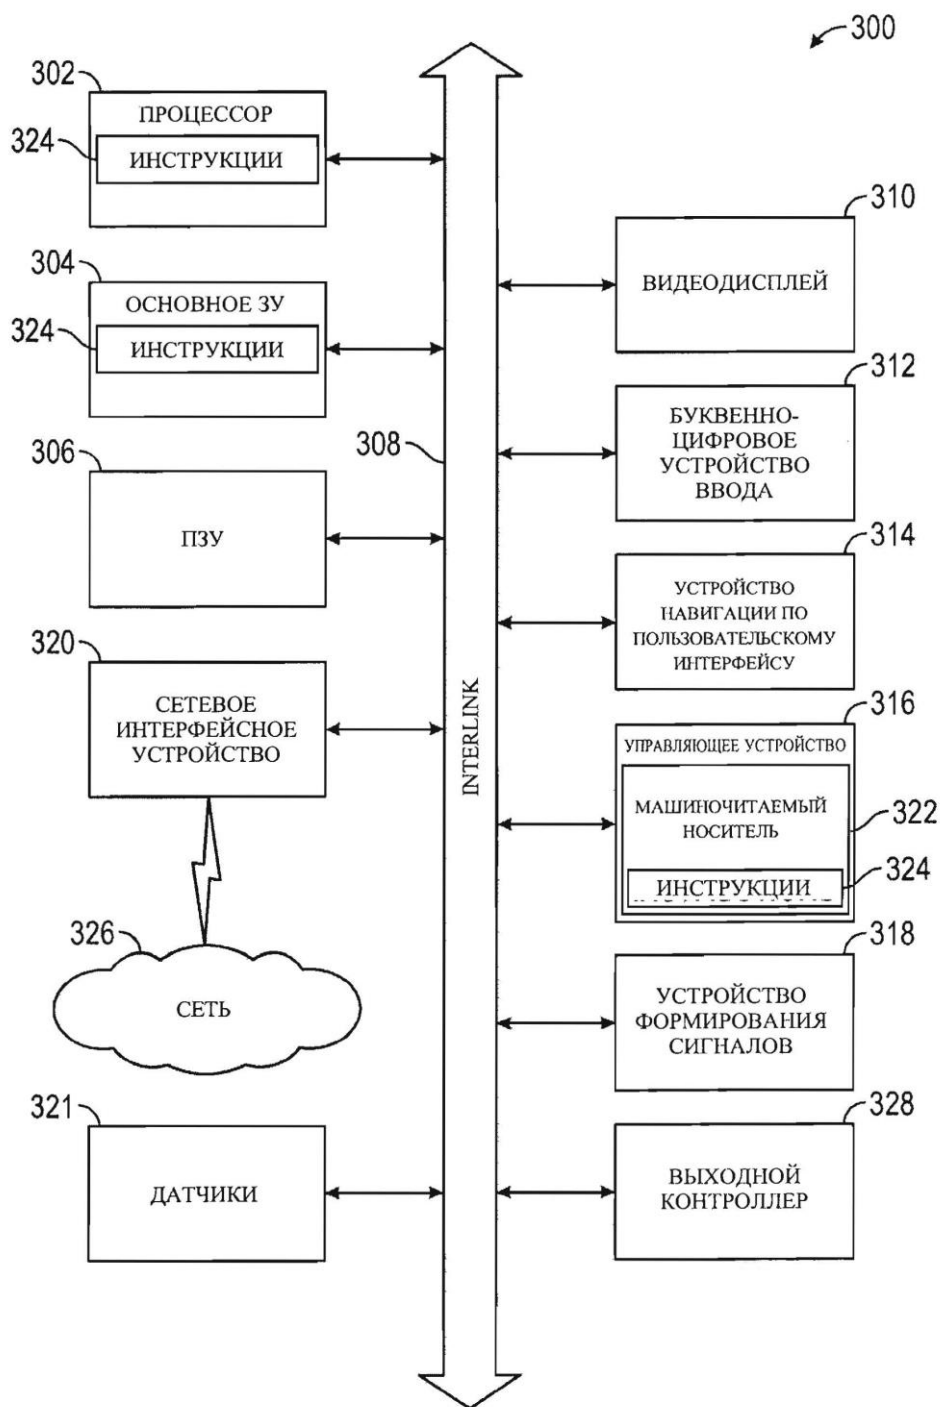 300
302
ПРОЦЕССОР
324
ИНСТРУКЦИИ
304
ОСНОВНОЕ ЗУ
324
ИНСТРУКЦИИ
306
ПЗУ
320
СЕТЕВОЕ
ИНТЕРФЕЙСНОЕ
УСТРОЙСТВО
326
СЕТЬ
321
ДАТЧИКИ
308
INTERLINK
310
ВИДЕОДИСПЛЕЙ
312
БУКВЕННО-
ЦИФРОВОЕ
УСТРОЙСТВО
ВВОДА
314
УСТРОЙСТВО
НАВИГАЦИИ ПО
ПОЛЬЗОВАТЕЛЬСКОМУ
ИНТЕРФЕЙСУ
316
УПРАВЛЯЮЩЕЕ УСТРОЙСТВО
МАШИНОЧИТАЕМЫЙ
НОСИТЕЛЬ
322
ИНСТРУКЦИИ
324
318
УСТРОЙСТВО
ФОРМИРОВАНИЯ
СИГНАЛОВ
328
ВЫХОДНОЙ
КОНТРОЛЛЕР